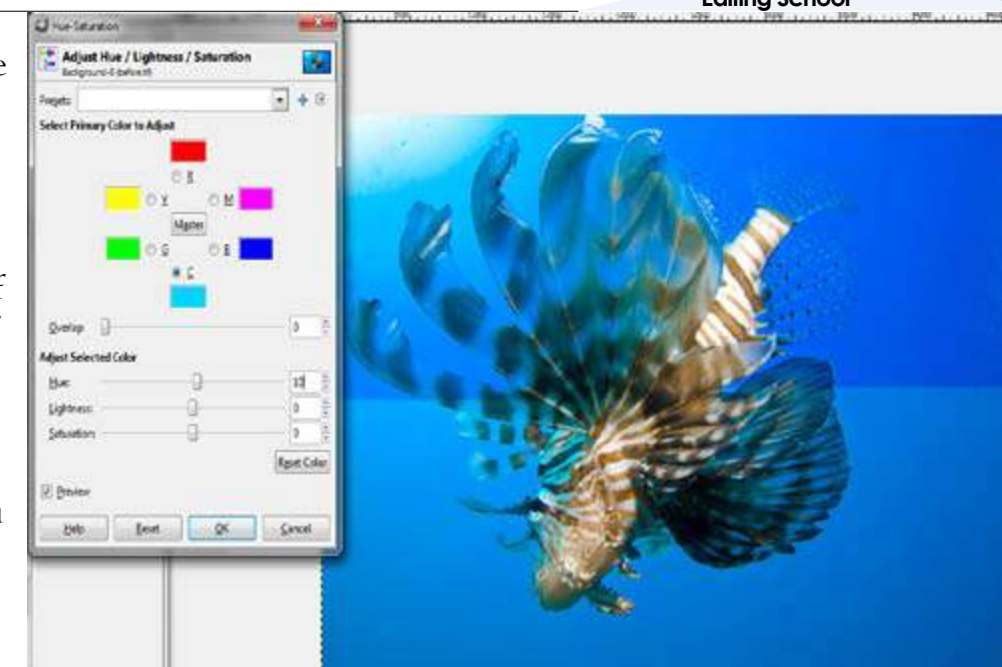 Editing School
Hue-Saturation
Adjust Hue / Lightness / Saturation
Presets:
Select Primary Color to Adjust
R
Y
M
Master
G
B
C
Overlap:
0
Adjust Selected Color
Hue:
10
Lightness:
0
Saturation:
0
Reset Color
Preview
Help
Reset
OK
Cancel